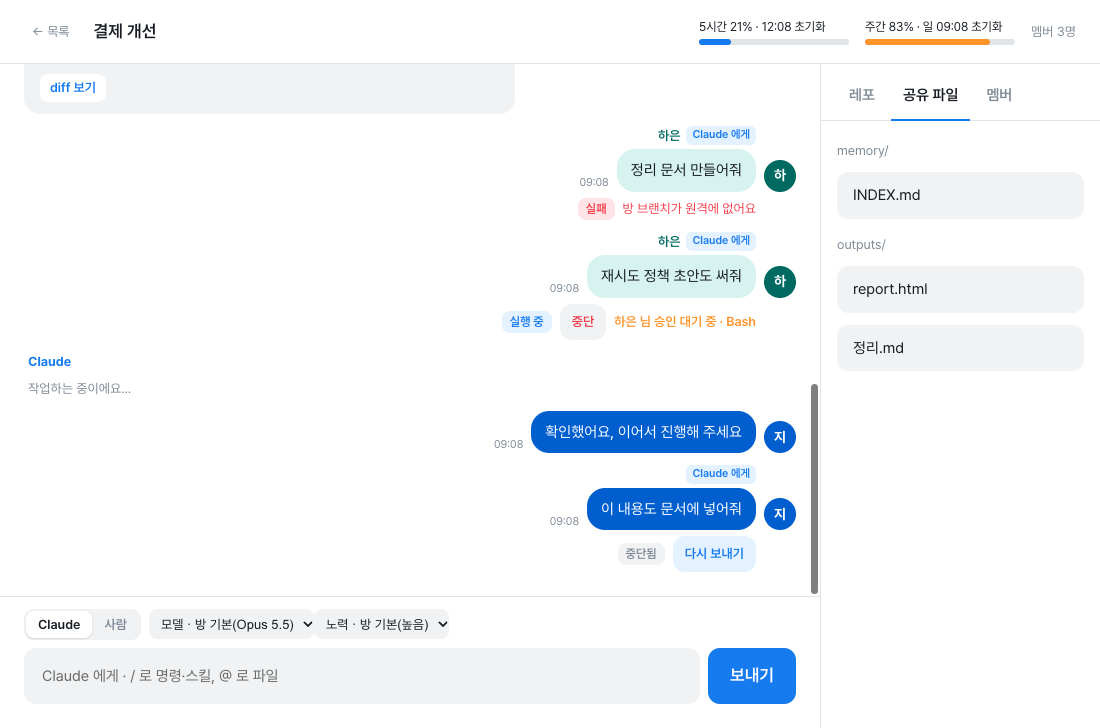 ← 목록
결제 개선
5시간 21% · 12:08 초기화
주간 83% · 일 09:08 초기화
멤버 3명
diff 보기
하은 Claude 에게
정리 문서 만들어줘
하
09:08
실패 방 브랜치가 원격에 없어요
하은 Claude 에게
재시도 정책 초안도 써줘
하
09:08
실행 중 중단 하은 님 승인 대기 중 · Bash
Claude
작업하는 중이에요…
확인했어요, 이어서 진행해 주세요
지
09:08
Claude 에게
이 내용도 문서에 넣어줘
지
09:08
중단됨 다시 보내기
Claude 사람 모델 · 방 기본(Opus 5.5) 노력 · 방 기본(높음)
Claude 에게 · / 로 명령·스킬, @ 로 파일
보내기
레포 공유 파일 멤버
memory/
INDEX.md
outputs/
report.html
정리.md